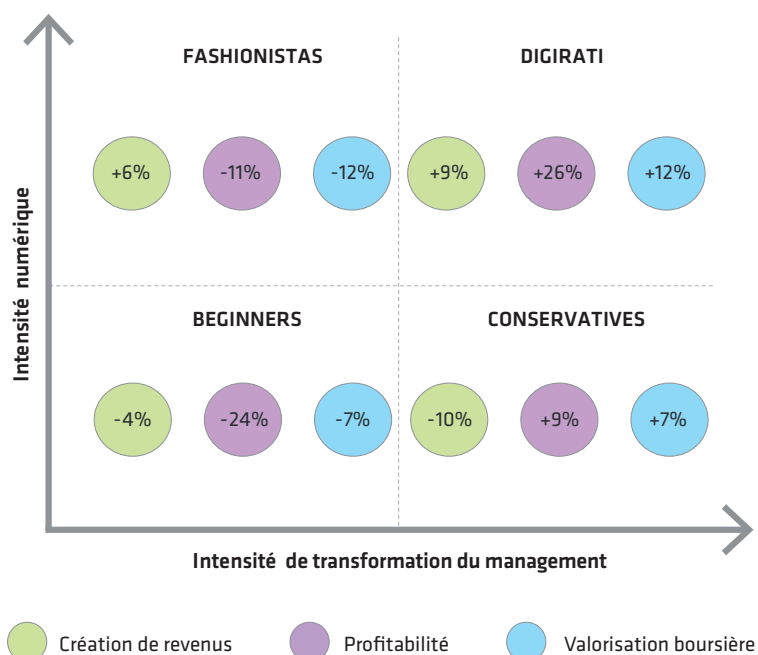 FASHIONISTAS
DIGIRATI
+6%
-11%
-12%
+9%
+26%
+12%
Intensité numérique
BEGINNERS
CONSERVATIVES
-4%
-24%
-7%
-10%
+9%
+7%
Intensité de transformation du management
Création de revenus
Profitabilité
Valorisation boursière